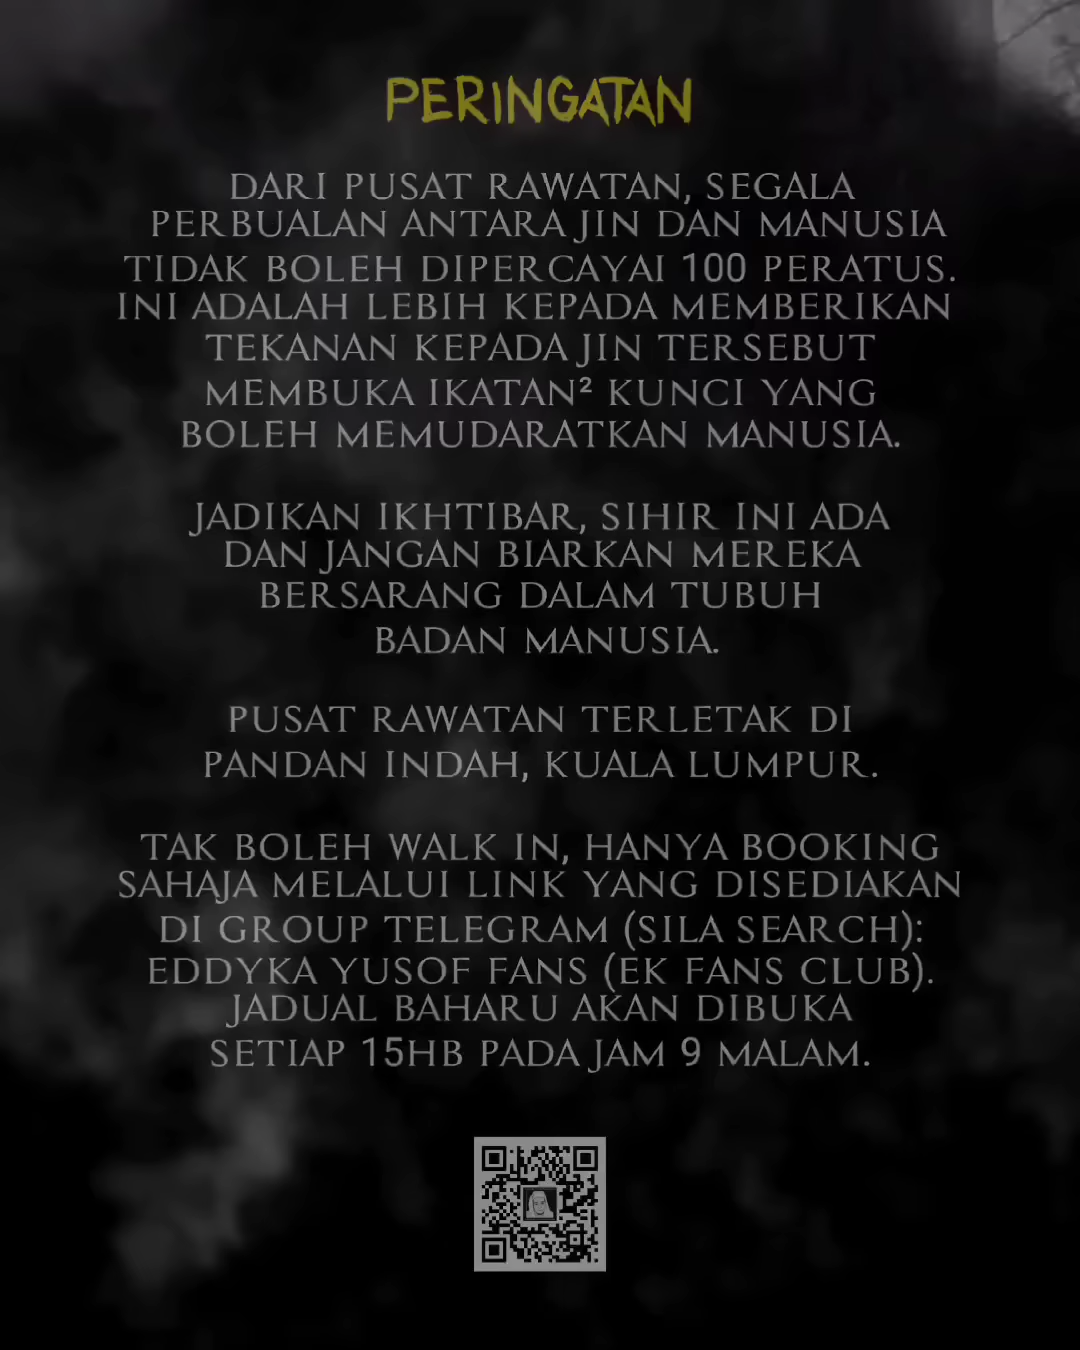 PERINGATAN
DARI PUSAT RAWATAN, SEGALA
PERBUALAN ANTARA JIN DAN MANUSIA
TIDAK BOLEH DIPERCAYAI 100 PERATUS.
INI ADALAH LEBIH KEPADA MEMBERIKAN
TEKANAN KEPADA JIN TERSEBUT
MEMBUKA IKATAN² KUNCI YANG
BOLEH MEMUDARATKAN MANUSIA.
JADIKAN IKHTIBAR, SIHIR INI ADA
DAN JANGAN BIARKAN MEREKA
BERSARANG DALAM TUBUH
BADAN MANUSIA.
PUSAT RAWATAN TERLETAK DI
PANDAN INDAH, KUALA LUMPUR.
TAK BOLEH WALK IN, HANYA BOOKING
SAHAJA MELALUI LINK YANG DISEDIAKAN
DI GROUP TELEGRAM (SILA SEARCH):
EDDYKA YUSOF FANS (EK FANS CLUB).
JADUAL BAHARU AKAN DIBUKA
SETIAP 15HB PADA JAM 9 MALAM.